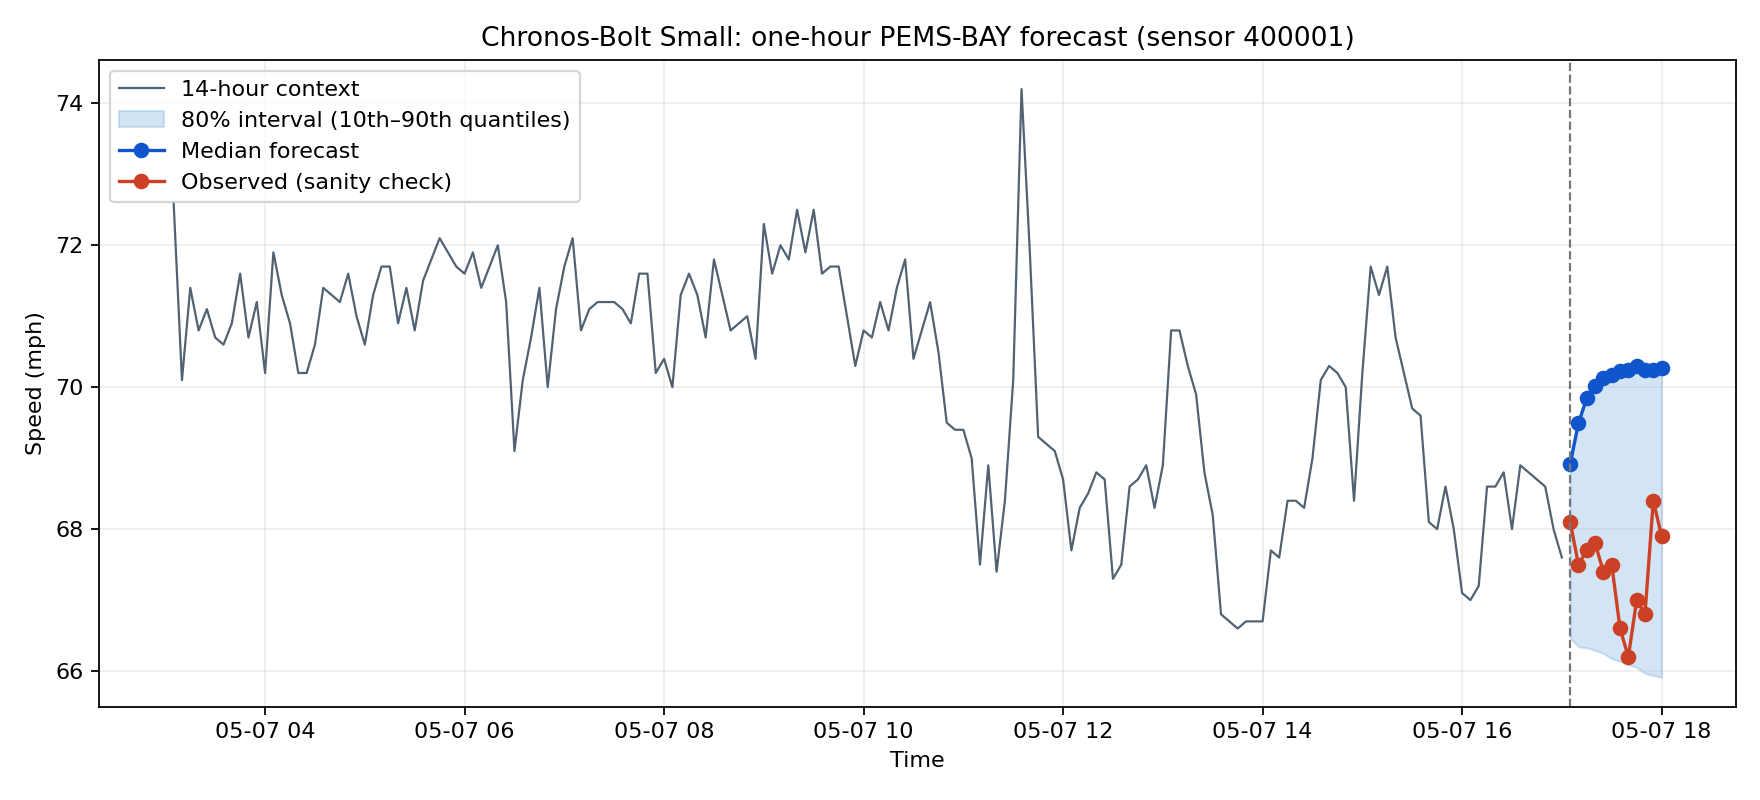 Chronos-Bolt Small: one-hour PEMS-BAY forecast (sensor 400001)
14-hour context
80% interval (10th–90th quantiles)
Median forecast
Observed (sanity check)
74
72
70
68
66
Speed (mph)
05-07 04
05-07 06
05-07 08
05-07 10
05-07 12
05-07 14
05-07 16
05-07 18
Time